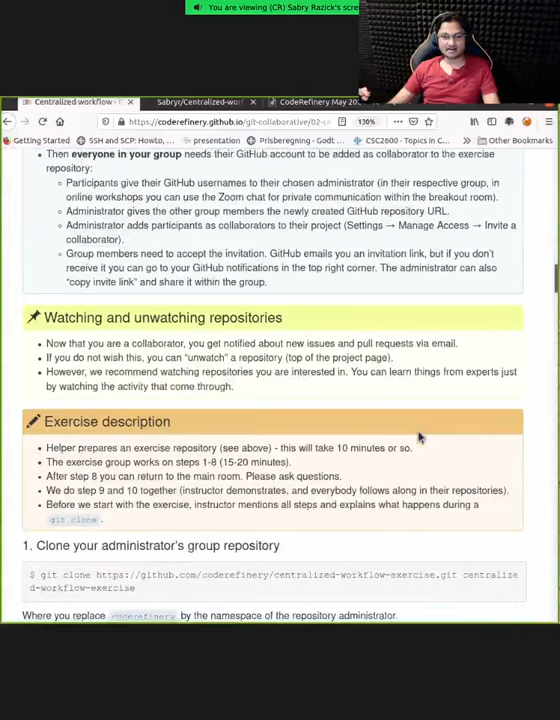 You are viewing (CR) Sabry Razick's scre
Centralized workflow - C
Sabryr/Centralized-wor
CodeRefinery May 20
https://coderefinery.github.io/git-collaborative/02-ce
130%
Getting Started
SSH and SCP: Howto, ...
presentation
Prisberegning - Godt ...
CSC2600 - Topics in C...
Other Bookmarks
Then everyone in your group needs their GitHub account to be added as collaborator to the exercise
repository:
Participants give their GitHub usernames to their chosen administrator (in their respective group, in
online workshops you can use the Zoom chat for private communication within the breakout room).
Administrator gives the other group members the newly created GitHub repository URL.
Administrator adds participants as collaborators to their project (Settings → Manage Access → Invite a
collaborator).
Group members need to accept the invitation. GitHub emails you an invitation link, but if you don't
receive it you can go to your GitHub notifications in the top right corner. The administrator can also
"copy invite link" and share it within the group.
Watching and unwatching repositories
Now that you are a collaborator, you get notified about new issues and pull requests via email.
If you do not wish this, you can "unwatch" a repository (top of the project page).
However, we recommend watching repositories you are interested in. You can learn things from experts just
by watching the activity that come through.
Exercise description
Helper prepares an exercise repository (see above) - this will take 10 minutes or so.
The exercise group works on steps 1-8 (15-20 minutes).
After step 8 you can return to the main room. Please ask questions.
We do step 9 and 10 together (instructor demonstrates, and everybody follows along in their repositories).
Before we start with the exercise, instructor mentions all steps and explains what happens during a
git clone.
1. Clone your administrator's group repository
$ git clone https://github.com/coderefinery/centralized-workflow-exercise.git centralize
d-workflow-exercise
Where you replace coderefinery by the namespace of the repository administrator.